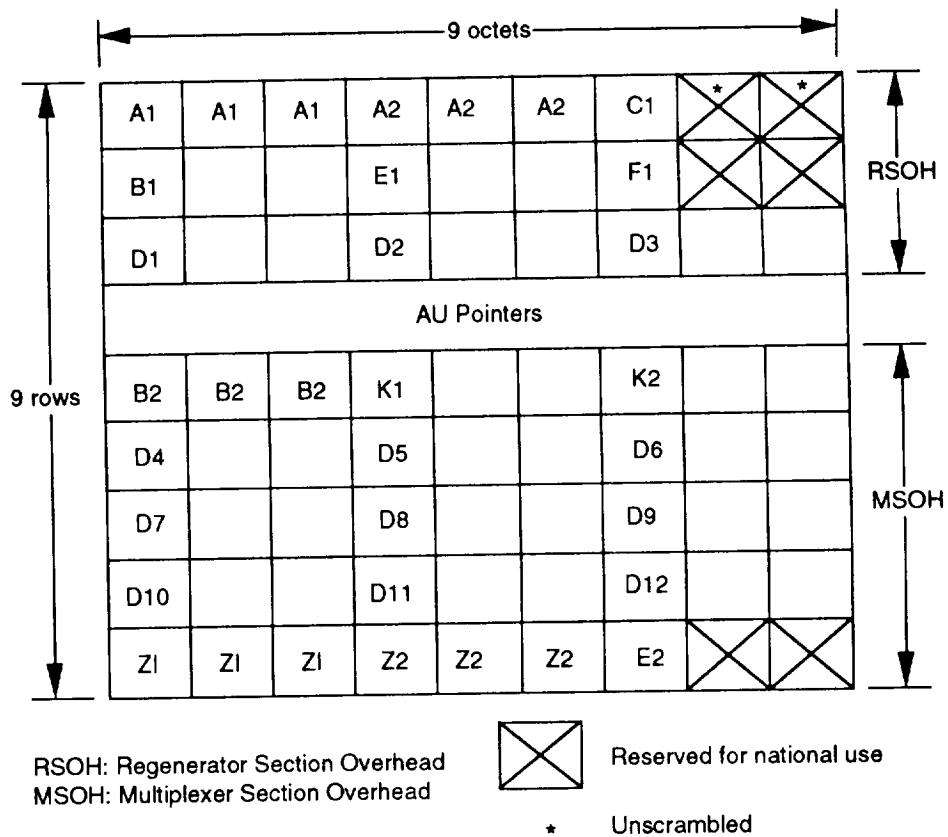 9 octets
* *
A1 A1 A1 A2 A2 A2 C1
B1 E1 F1
RSOH
D1 D2 D3
AU Pointers
9 rows
B2 B2 B2 K1 K2
D4 D5 D6
MSOH
D7 D8 D9
D10 D11 D12
ZI ZI ZI Z2 Z2 Z2 E2
RSOH: Regenerator Section Overhead
MSOH: Multiplexer Section Overhead
Reserved for national use
* Unscrambled